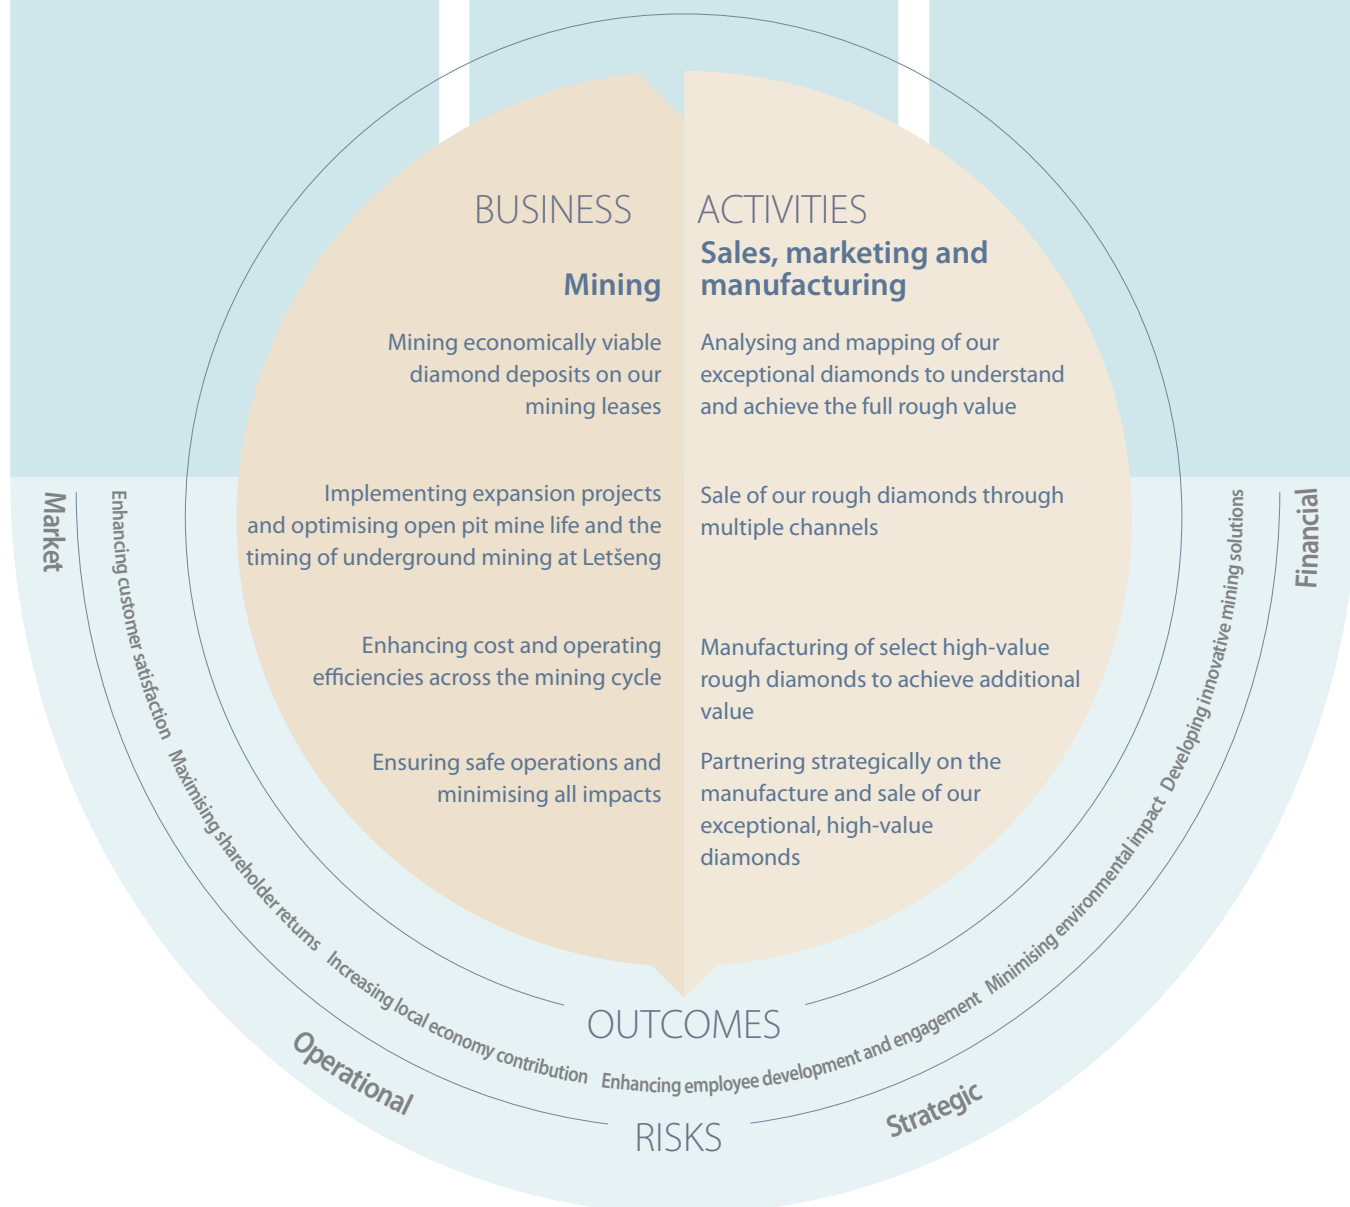 BUSINESS ACTIVITIES
Mining
Mining economically viable
diamond deposits on our
mining leases
Implementing expansion projects
and optimising open pit mine life and the
timing of underground mining at Letšeng
Enhancing cost and operating
efficiencies across the mining cycle
Ensuring safe operations and
minimising all impacts
Sales, marketing and
manufacturing
Analysing and mapping of our
exceptional diamonds to understand
and achieve the full rough value
Sale of our rough diamonds through
multiple channels
Manufacturing of select high-value
rough diamonds to achieve additional
value
Partnering strategically on the
manufacture and sale of our
exceptional, high-value
diamonds
OUTCOMES
Enhancing customer satisfaction
Maximising shareholder returns
Increasing local economy contribution
Enhancing employee development and engagement
Minimising environmental impact
Developing innovative mining solutions
RISKS
Market
Operational
Strategic
Financial